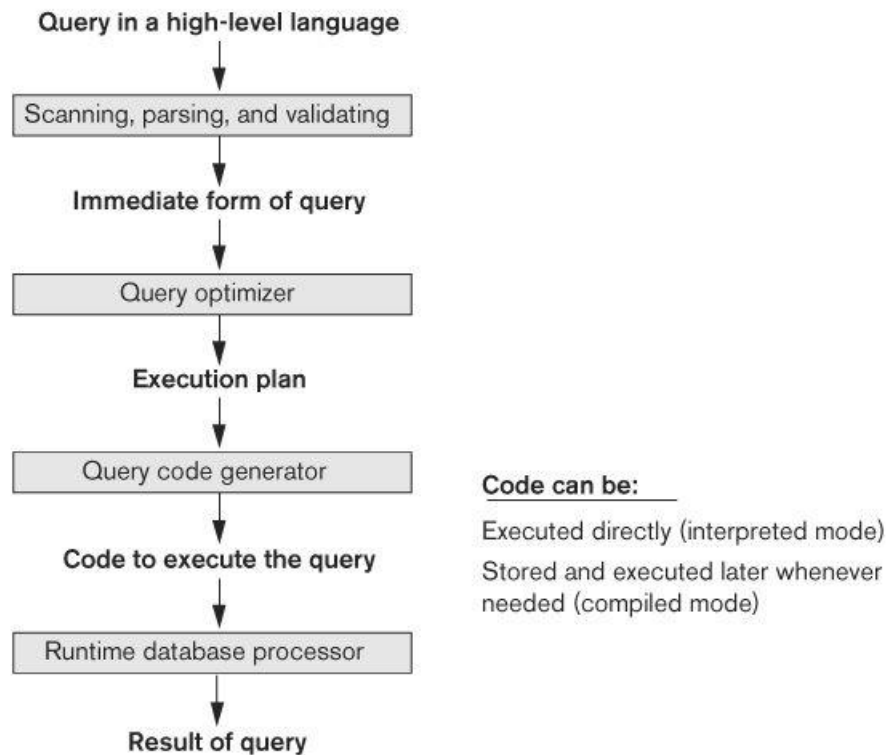 Query in a high-level language
Scanning, parsing, and validating
Immediate form of query
Query optimizer
Execution plan
Query code generator
Code to execute the query
Runtime database processor
Result of query
Code can be:
Executed directly (interpreted mode)
Stored and executed later whenever
needed (compiled mode)